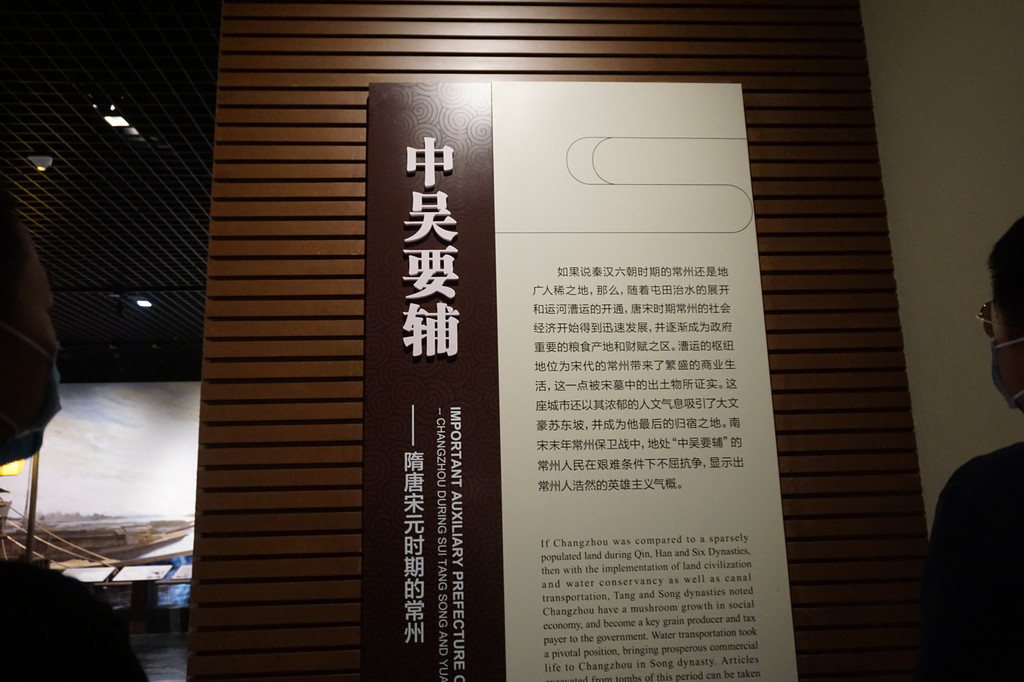 中吴要辅
——隋唐宋元时期的常州
IMPORTANT AUXILIARY PREFECTURE
-- CHANGZHOU DURING SUI TANG SONG AND YUA
如果说秦汉六朝时期的常州还是地
广人稀之地，那么，随着屯田治水的展开
和运河漕运的开通，唐宋时期常州的社会
经济开始得到迅速发展，并逐渐成为政府
重要的粮食产地和财赋之区。漕运的枢纽
地位为宋代的常州带来了繁盛的商业生
活，这一点被宋墓中的出土物所证实。这
座城市还以其浓郁的人文气息吸引了大文
豪苏东坡，并成为他最后的归宿之地。南
宋末年常州保卫战中，地处“中吴要辅”的
常州人民在艰难条件下不屈抗争，显示出
常州人浩然的英雄主义气概。
If Changzhou was compared to a sparsely
populated land during Qin, Han and Six Dynasties,
then with the implementation of land civilization
and water conservancy as well as canal
transportation, Tang and Song dynasties noted
Changzhou have a mushroom growth in social
economy, and become a key grain producer and tax
payer to the government. Water transportation took
a pivotal position, bringing prosperous commercial
life to Changzhou in Song dynasty. Articles
excavated from tombs of this period can be taken